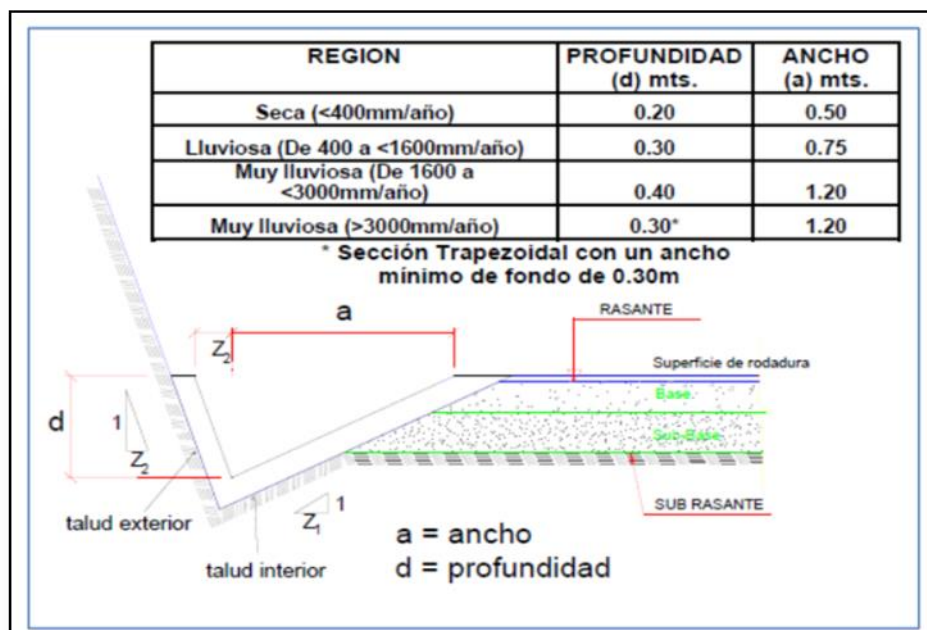 REGION PROFUNDIDAD (d) mts. ANCHO (a) mts.
Seca (<400mm/año) 0.20 0.50
Lluviosa (De 400 a <1600mm/año) 0.30 0.75
Muy lluviosa (De 1600 a <3000mm/año) 0.40 1.20
Muy lluviosa (>3000mm/año) 0.30* 1.20
* Sección Trapezoidal con un ancho
mínimo de fondo de 0.30m
a
RASANTE
Z2
Superficie de rodadura
Base.
d
1
Sub-Base.
Z2
SUB RASANTE
talud exterior
Z1
1
a = ancho
talud interior
d = profundidad